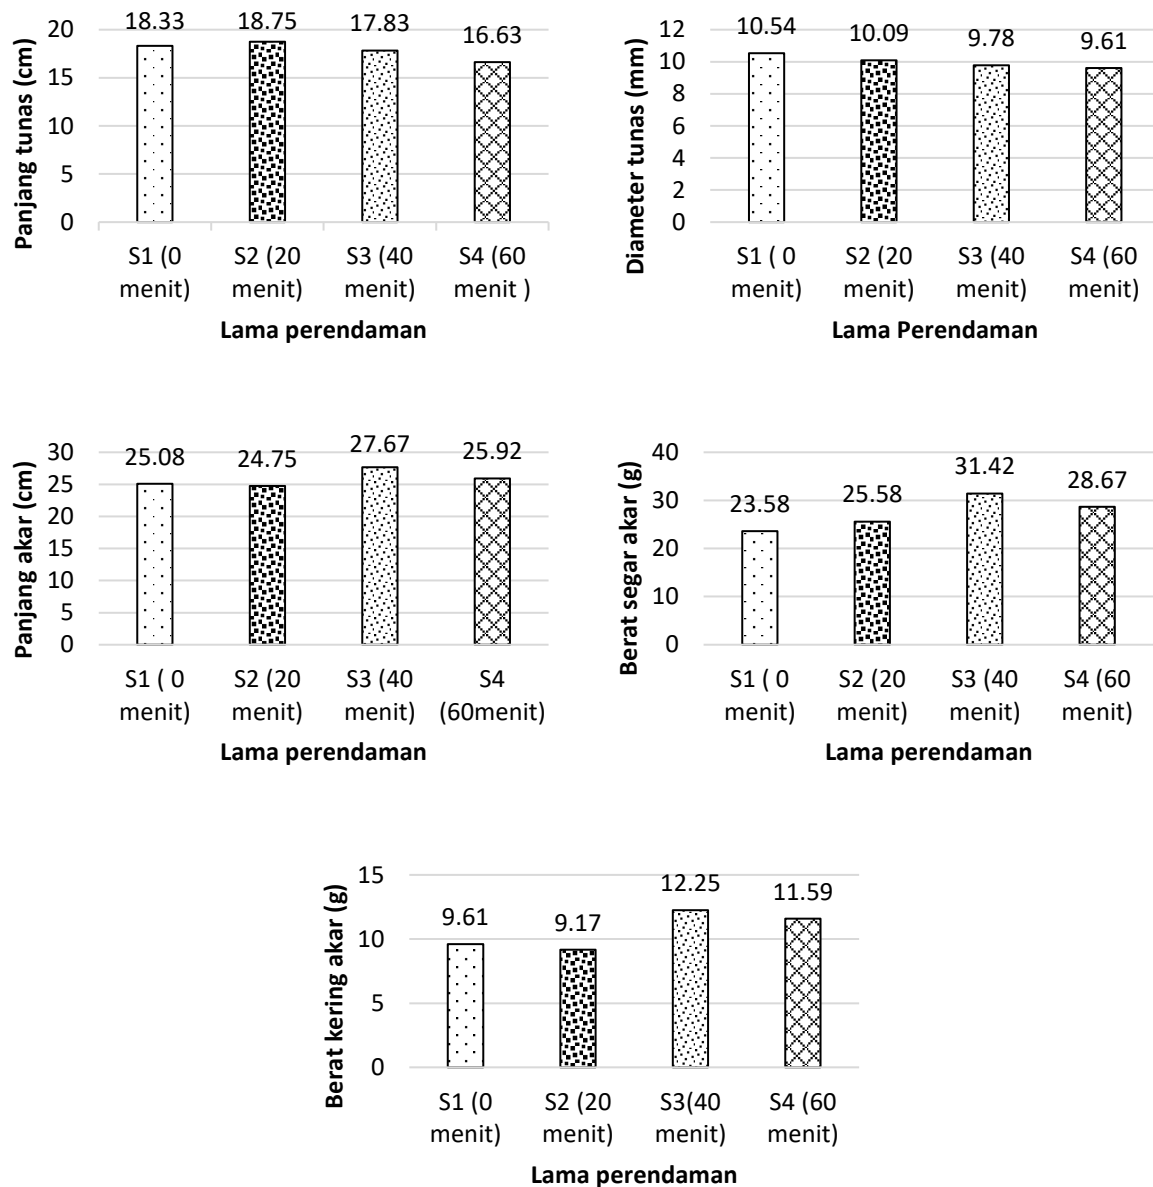 Panjang tunas (cm)
20
15
10
5
0
18.33
18.75
17.83
16.63
S1 (0
menit)
S2 (20
menit)
S3 (40
menit)
S4 (60
menit )
Lama perendaman
Diameter tunas (mm)
12
10
8
6
4
2
0
10.54
10.09
9.78
9.61
S1 ( 0
menit)
S2 (20
menit)
S3 (40
menit)
S4 (60
menit)
Lama Perendaman
Panjang akar (cm)
30
25
20
15
10
5
0
25.08
24.75
27.67
25.92
S1 ( 0
menit)
S2 (20
menit)
S3 (40
menit)
S4
(60menit)
Lama perendaman
Berat segar akar (g)
40
30
20
10
0
23.58
25.58
31.42
28.67
S1 ( 0
menit)
S2 (20
menit)
S3 (40
menit)
S4 (60
menit)
Lama perendaman
Berat kering akar (g)
15
10
5
0
9.61
9.17
12.25
11.59
S1 (0
menit)
S2 (20
menit)
S3(40
menit)
S4 (60
menit)
Lama perendaman